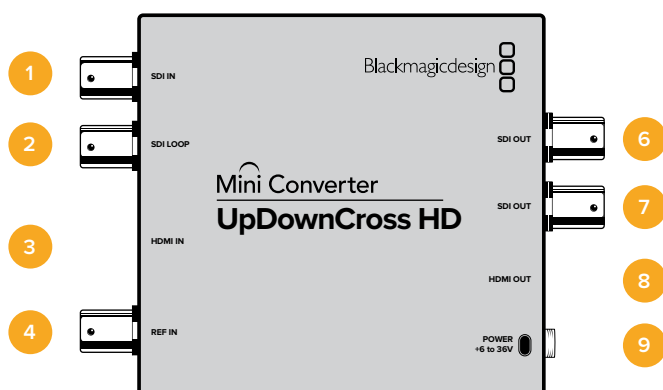 1
SDI IN
2
SDI LOOP
3
HDMI IN
4
REF IN
Blackmagicdesign
Mini Converter
UpDownCross HD
SDI OUT
6
SDI OUT
7
HDMI OUT
8
POWER
+6 to 36V
9